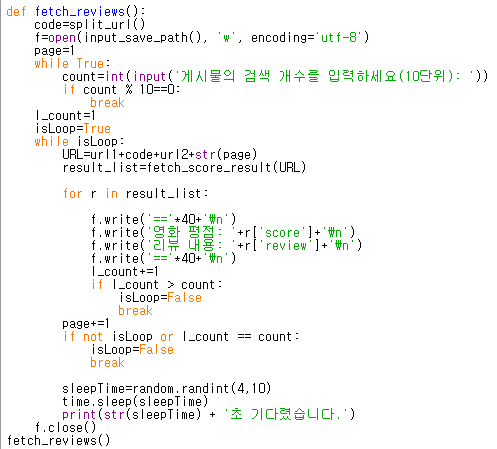 def fetch_reviews():
    code=split_url()
    f=open(input_save_path(), 'w', encoding='utf-8')
    page=1
    while True:
        count=int(input('게시물의 검색 개수를 입력하세요(10단위): '))
        if count % 10==0:
            break
    l_count=1
    isLoop=True
    while isLoop:
        URL=url1+code+url2+str(page)
        result_list=fetch_score_result(URL)
        for r in result_list:
            f.write('=='*40+'₩n')
            f.write('영화 평점: '+r['score']+'₩n')
            f.write('리뷰 내용: '+r['review']+'₩n')
            f.write('=='*40+'₩n')
            l_count+=1
            if l_count > count:
                isLoop=False
                break
        page+=1
        if not isLoop or l_count == count:
            isLoop=False
            break
        sleepTime=random.randint(4,10)
        time.sleep(sleepTime)
        print(str(sleepTime) + '초 기다렸습니다.')
    f.close()
fetch_reviews()